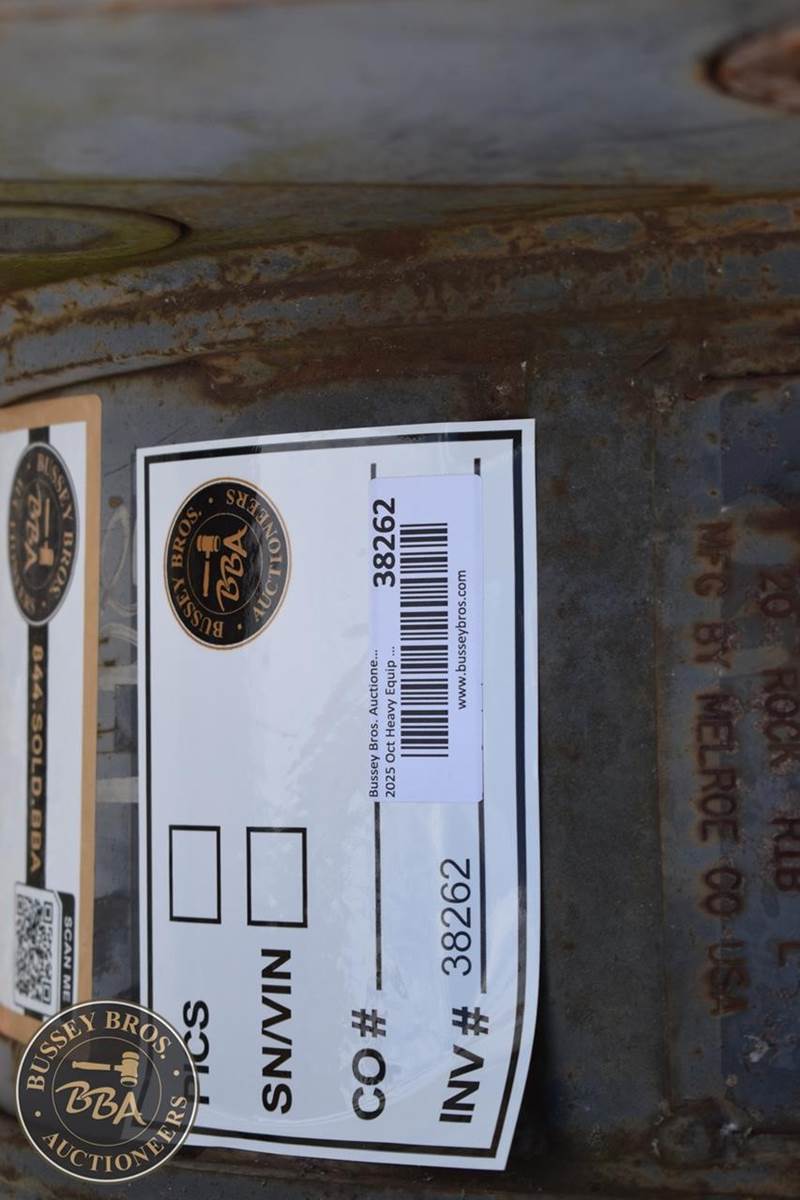 BUSSEY BROS.
BBA
AUCTIONEERS
844.SOLD.BBA
SCAN ME
BUSSEY BROS.
BBA
AUCTIONEERS
PICS
SN/VIN
CO #
Bussey Bros. Auctione...
2025 Oct Heavy Equip ...
38262
www.busseybros.com
INV # 38262
MFG BY MELROE CO USA
20 ROCK RIB L
BUSSEY BROS.
BBA
AUCTIONEERS